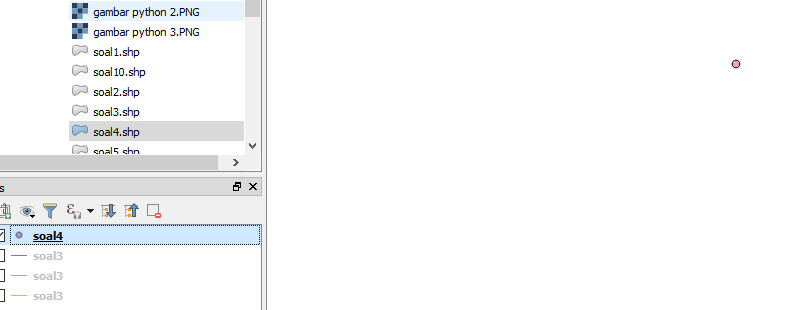 gambar python 2.PNG
gambar python 3.PNG
soal1.shp
soal10.shp
soal2.shp
soal3.shp
soal4.shp
soal5.shp
soal4
soal3
soal3
soal3